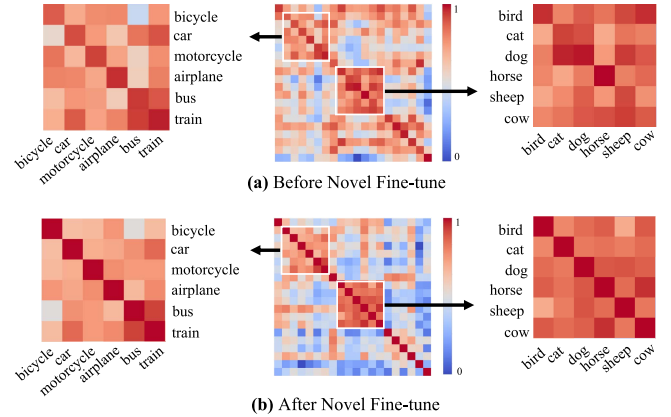 bicycle
car
motorcycle
airplane
bus
train
bicycle
car
motorcycle
airplane
bus
train
1
0
bird
cat
dog
horse
sheep
cow
bird
cat
dog
horse
sheep
cow
(a) Before Novel Fine-tune
bicycle
car
motorcycle
airplane
bus
train
bicycle
car
motorcycle
airplane
bus
train
1
0
bird
cat
dog
horse
sheep
cow
bird
cat
dog
horse
sheep
cow
(b) After Novel Fine-tune